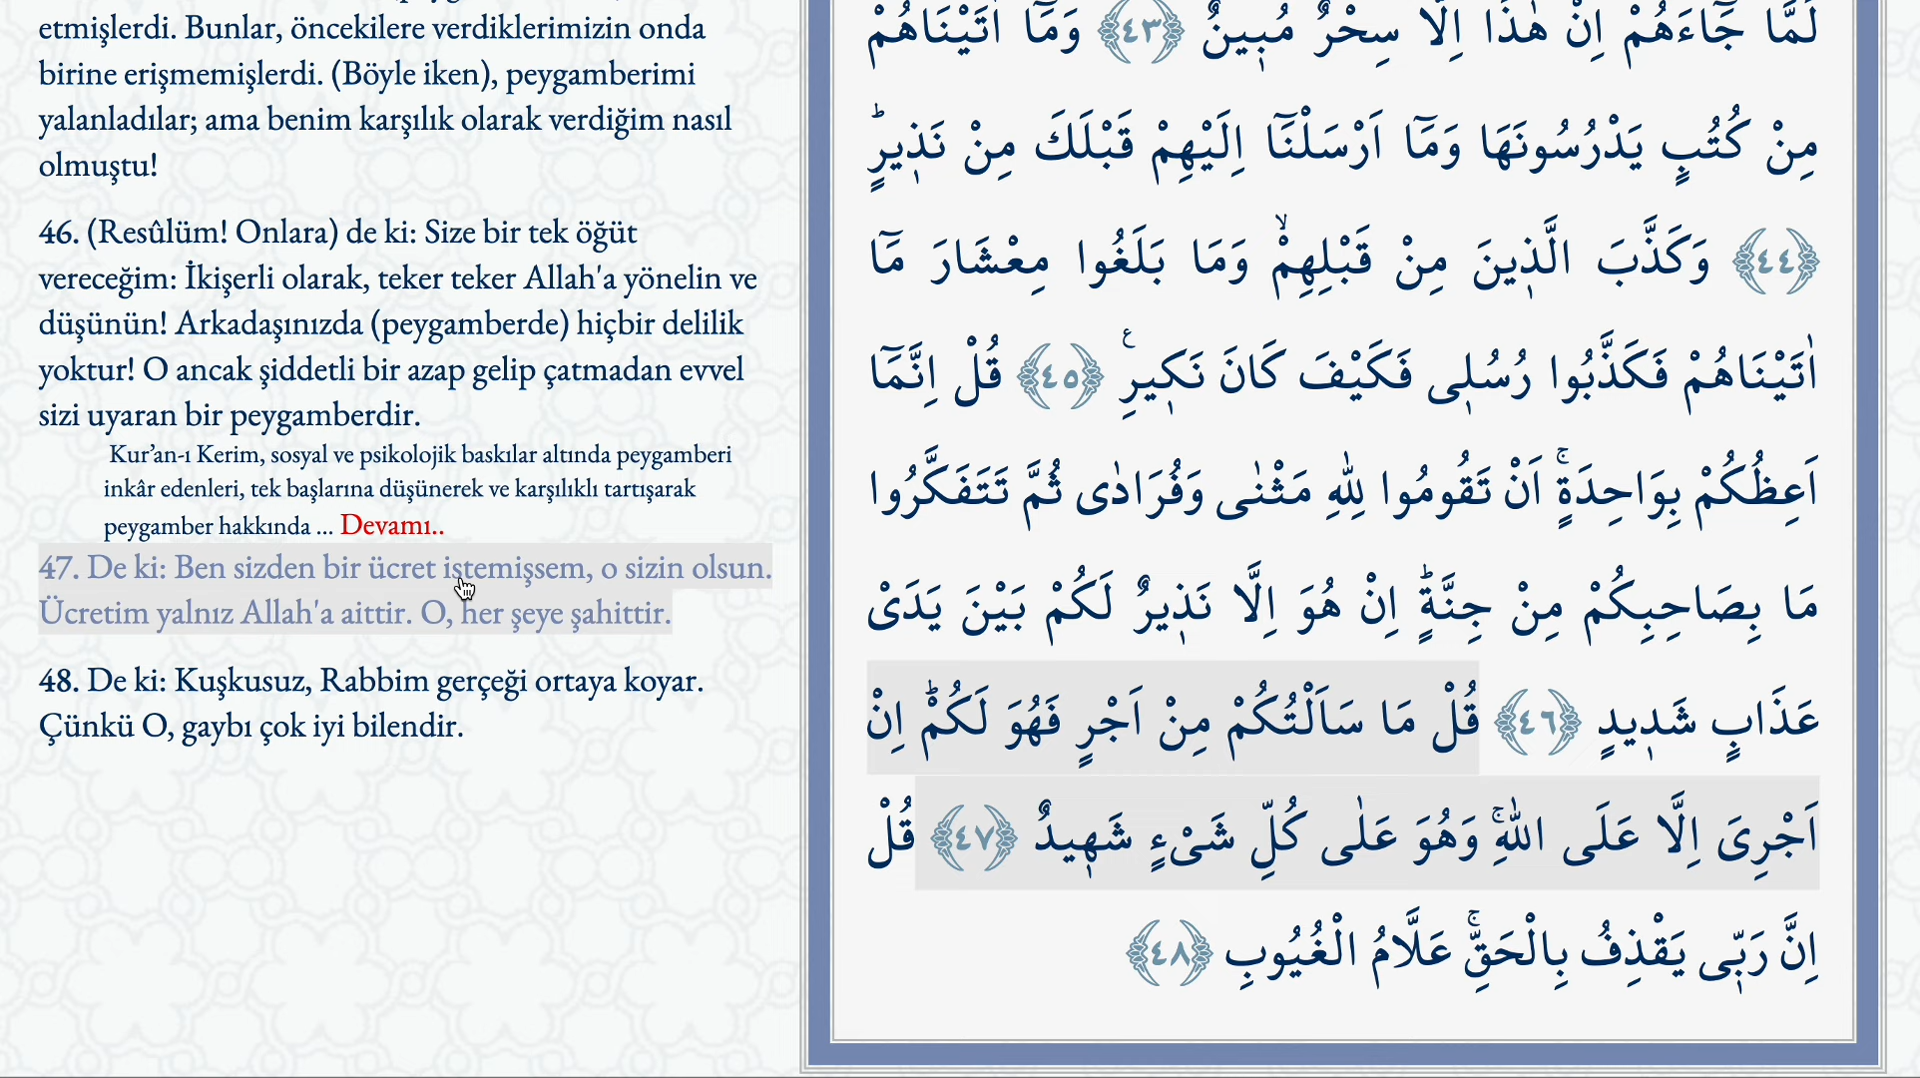 etmişlerdi. Bunlar, öncekilere verdiklerimizin onda
birine erişmemişlerdi. (Böyle iken), peygamberimi
yalanladılar; ama benim karşılık olarak verdiğim nasıl
olmuştu!
46. (Resûlüm! Onlara) de ki: Size bir tek öğüt
vereceğim: İkişerli olarak, teker teker Allah'a yönelin ve
düşünün! Arkadaşınızda (peygamberde) hiçbir delilik
yoktur! O ancak şiddetli bir azap gelip çatmadan evvel
sizi uyaran bir peygamberdir.
Kur’an-ı Kerim, sosyal ve psikolojik baskılar altında peygamberi
inkâr edenleri, tek başlarına düşünerek ve karşılıklı tartışarak
peygamber hakkında ... Devamı..
47. De ki: Ben sizden bir ücret istemişsem, o sizin olsun.
Ücretim yalnız Allah'a aittir. O, her şeye şahittir.
48. De ki: Kuşkusuz, Rabbim gerçeği ortaya koyar.
Çünkü O, gaybı çok iyi bilendir.
لَمَّا جَٓاءَهُمْ اِنْ هٰذَٓا اِلَّا سِحْرٌ مُب۪ينٌ ﴿٤٣﴾ وَمَٓا اٰتَيْنَاهُمْ
مِنْ كُتُبٍ يَدْرُسُونَهَا وَمَٓا اَرْسَلْنَٓا اِلَيْهِمْ قَبْلَكَ مِنْ نَذ۪يرٍۜ
﴿٤٤﴾ وَكَذَّبَ الَّذ۪ينَ مِنْ قَبْلِهِمْۙ وَمَا بَلَغُوا مِعْشَارَ مَٓا
اٰتَيْنَاهُمْ فَكَذَّبُوا رُسُل۪ي فَكَيْفَ كَانَ نَك۪يرِ۟ ﴿٤٥﴾ قُلْ اِنَّمَٓا
اَعِظُكُمْ بِوَاحِدَةٍۚ اَنْ تَقُومُوا لِلّٰهِ مَثْنٰى وَفُرَادٰى ثُمَّ تَتَفَكَّرُوا
مَا بِصَاحِبِكُمْ مِنْ جِنَّةٍۜ اِنْ هُوَ اِلَّا نَذ۪يرٌ لَكُمْ بَيْنَ يَدَيْ
عَذَابٍ شَد۪يدٍ ﴿٤٦﴾ قُلْ مَا سَاَلْتُكُمْ مِنْ اَجْرٍ فَهُوَ لَكُمْۜ اِنْ
اَجْرِيَ اِلَّا عَلَى اللّٰهِۚ وَهُوَ عَلٰى كُلِّ شَيْءٍ شَه۪يدٌ ﴿٤٧﴾ قُلْ
اِنَّ رَبّ۪ي يَقْذِفُ بِالْحَقِّۚ عَلَّامُ الْغُيُوبِ ﴿٤٨﴾